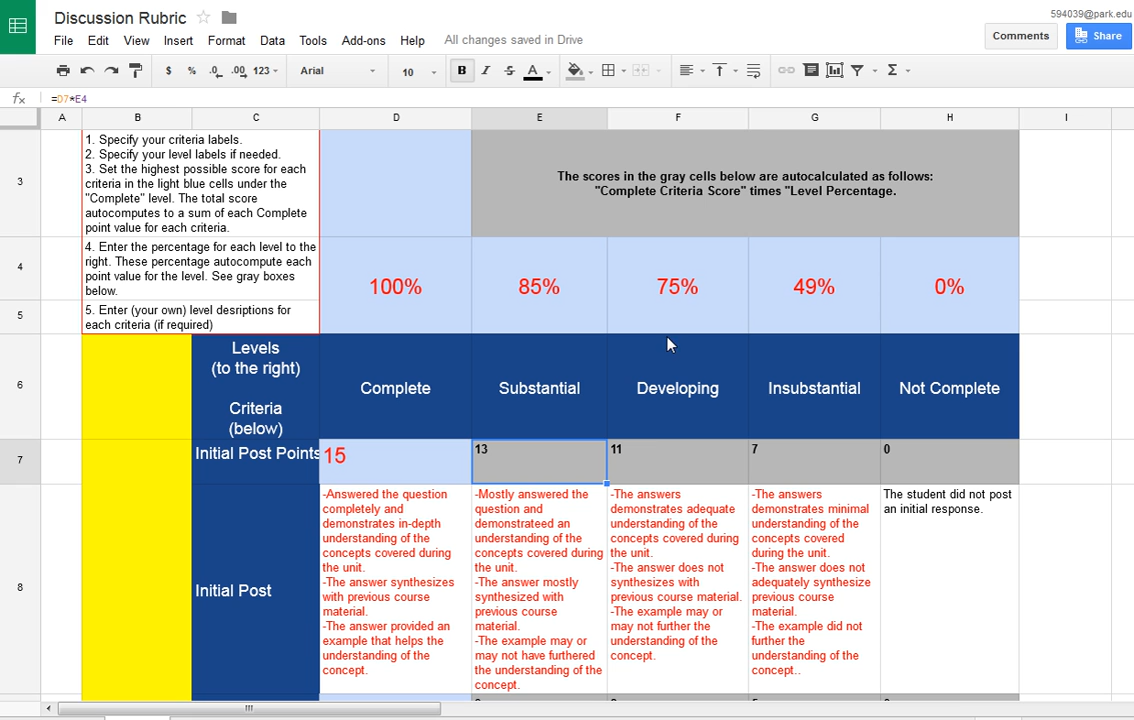 Discussion Rubric
594039@park.edu
File Edit View Insert Format Data Tools Add-ons Help All changes saved in Drive
Comments
Share
$ % .0 .00 123 Arial 10 B I S A Σ
fx =D7*E4
A B C D E F G H I
3
1. Specify your criteria labels.
2. Specify your level labels if needed.
3. Set the highest possible score for each
criteria in the light blue cells under the
"Complete" level. The total score
autocomputes to a sum of each Complete
point value for each criteria.
The scores in the gray cells below are autocalculated as follows:
"Complete Criteria Score" times "Level Percentage.
4
4. Enter the percentage for each level to the
right. These percentage autocompute each
point value for the level. See gray boxes
below.
100% 85% 75% 49% 0%
5
5. Enter (your own) level desriptions for
each criteria (if required)
6
Levels
(to the right)
Criteria
(below)
Complete Substantial Developing Insubstantial Not Complete
7
Initial Post Points 15 13 11 7 0
8
Initial Post
-Answered the question
completely and
demonstrates in-depth
understanding of the
concepts covered during
the unit.
-The answer synthesizes
with previous course
material.
-The answer provided an
example that helps the
understanding of the
concept.
-Mostly answered the
question and
demonstrateed an
understanding of the
concepts covered during
the unit.
-The answer mostly
synthesized with
previous course
material.
-The example may or
may not have furthered
the understanding of the
concept.
-The answers
demonstrates adequate
understanding of the
concepts covered during
the unit.
-The answer does not
synthesizes with
previous course material.
-The example may or
may not further the
understanding of the
concept.
-The answers
demonstrates minimal
understanding of the
concepts covered
during the unit.
-The answer does not
adequately synthesize
previous course
material.
-The example did not
further the
understanding of the
concept..
The student did not post
an initial response.